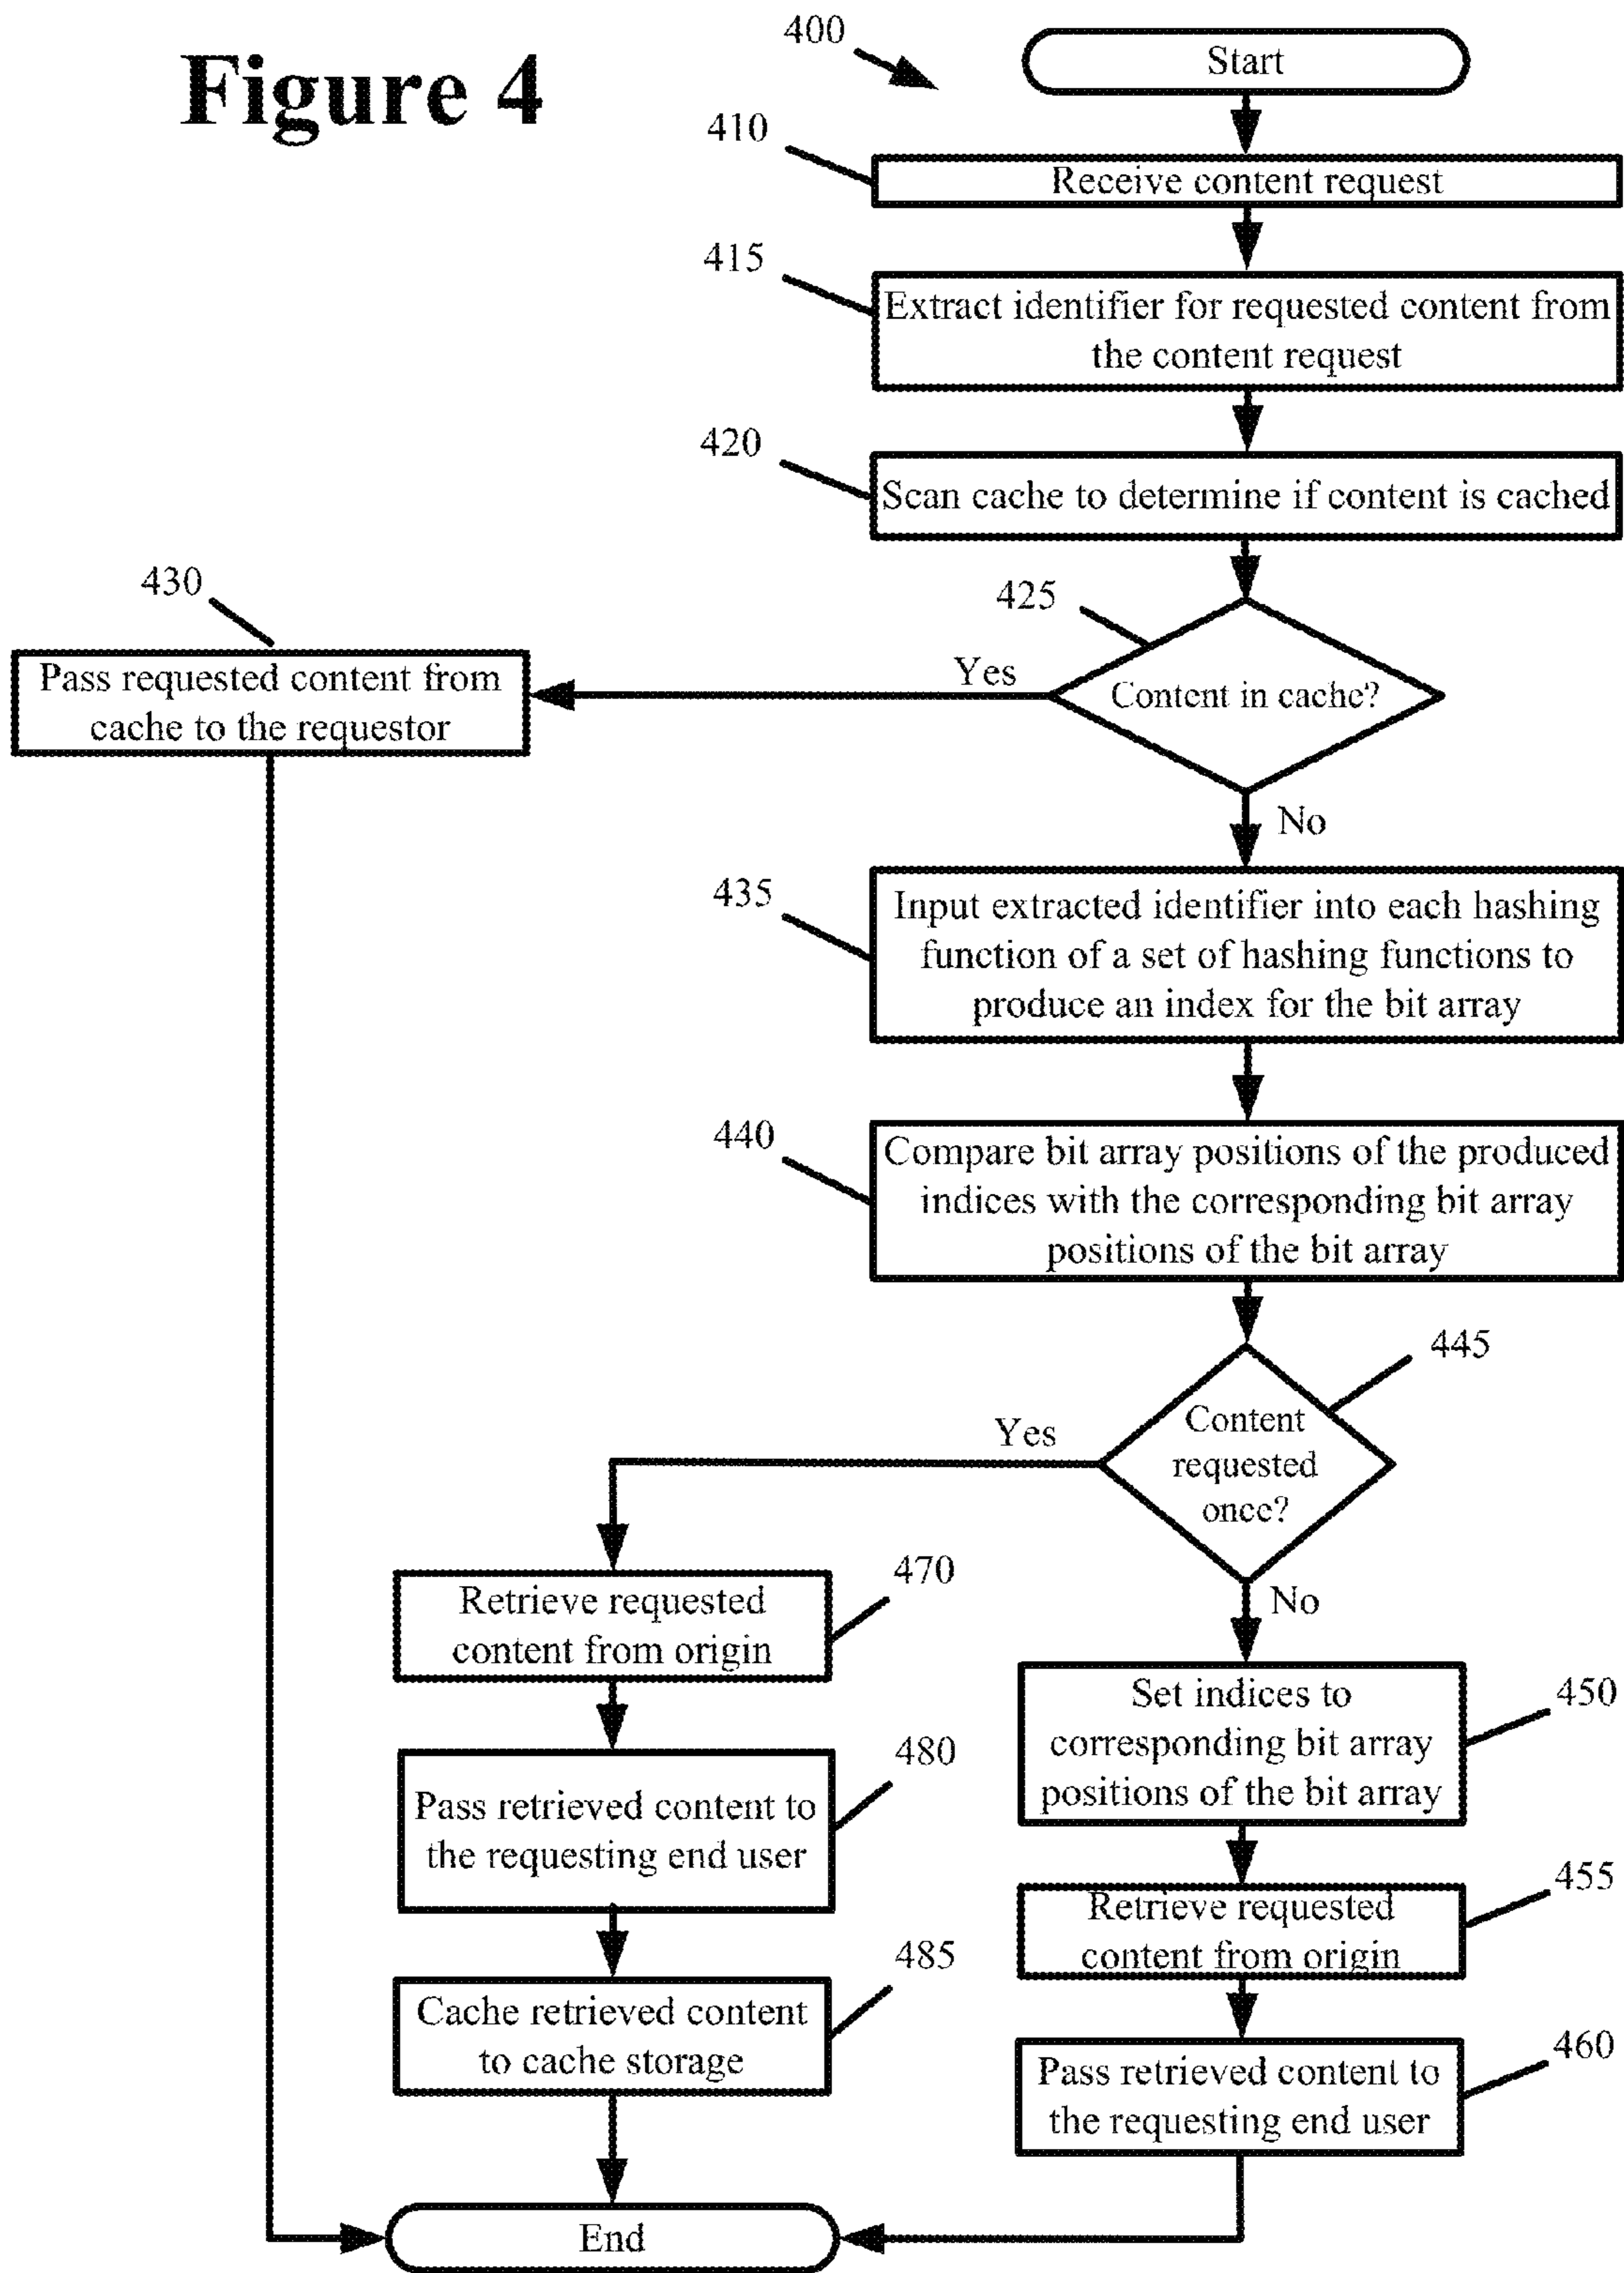 Figure 4
400
Start
410
Receive content request
415
Extract identifier for requested content from
the content request
420
Scan cache to determine if content is cached
430
425
Pass requested content from
cache to the requestor
Yes
Content in cache?
No
435
Input extracted identifier into each hashing
function of a set of hashing functions to
produce an index for the bit array
440
Compare bit array positions of the produced
indices with the corresponding bit array
positions of the bit array
445
Yes
Content
requested
once?
No
470
Retrieve requested
content from origin
450
Set indices to
corresponding bit array
positions of the bit array
480
Pass retrieved content to
the requesting end user
455
Retrieve requested
content from origin
485
Cache retrieved content
to cache storage
460
Pass retrieved content to
the requesting end user
End